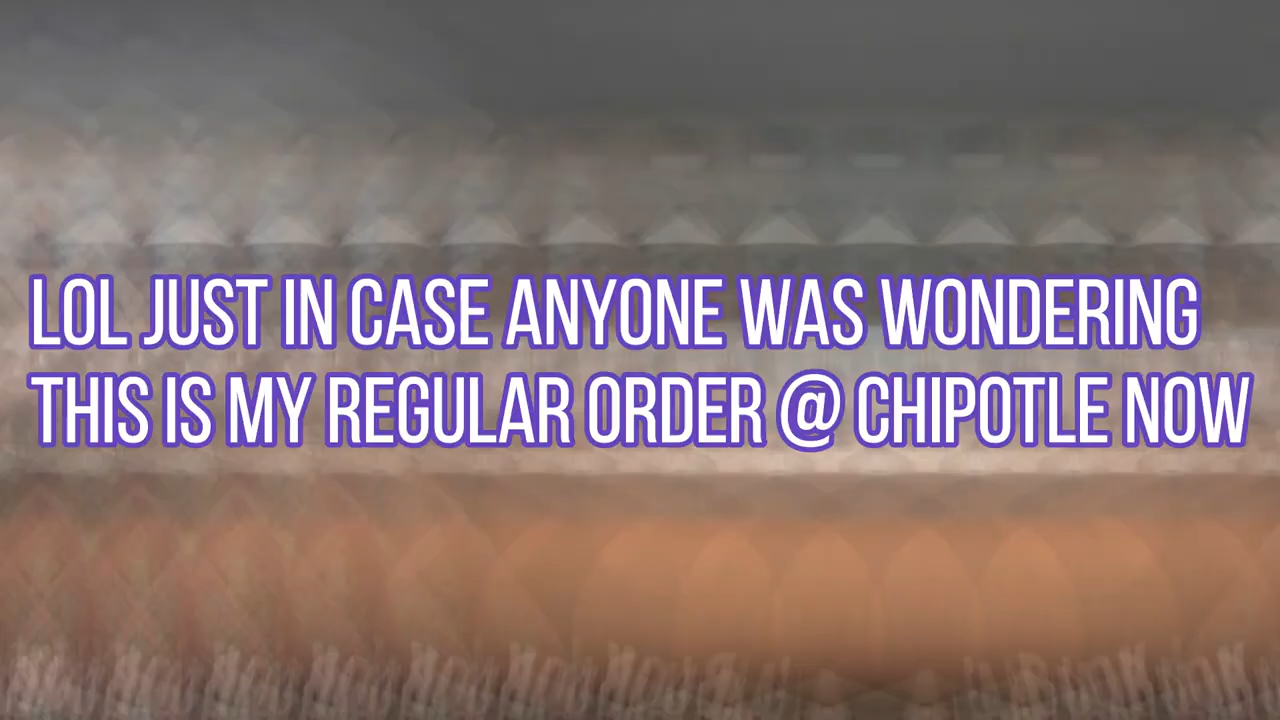 LOL JUST IN CASE ANYONE WAS WONDERING
THIS IS MY REGULAR ORDER @ CHIPOTLE NOW